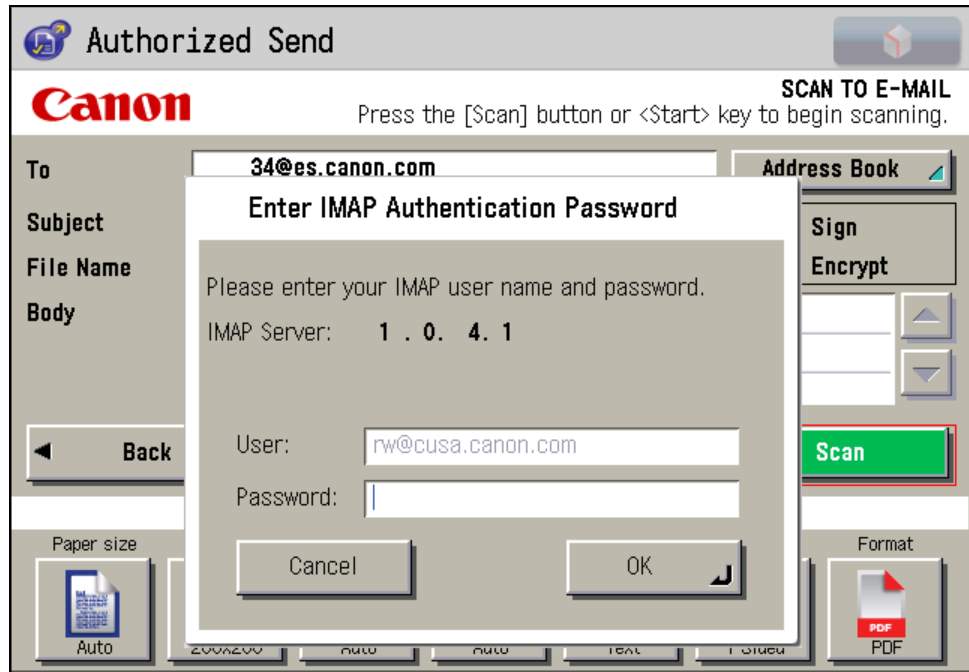 Authorized Send
Canon
SCAN TO E-MAIL
Press the [Scan] button or <Start> key to begin scanning.
To
34@es.canon.com
Address Book
Subject
Sign
File Name
Encrypt
Body
Enter IMAP Authentication Password
Please enter your IMAP user name and password.
IMAP Server: 1 . 0. 4. 1
User: rw@cusa.canon.com
Password:
Cancel
OK
Back
Scan
Paper size
Format
Auto
200x200
Auto
Auto
Text
1 Sided
PDF
PDF